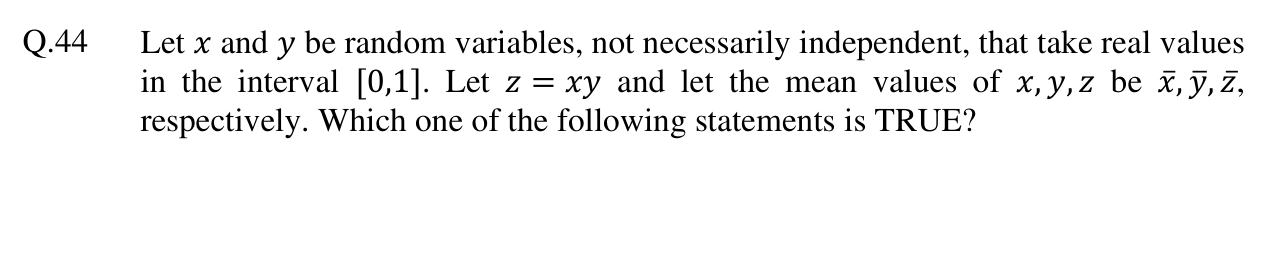 Q.44 Let x and y be random variables, not necessarily independent, that take real values
in the interval [0,1]. Let z = xy and let the mean values of x, y, z be x̄, ȳ, z̄,
respectively. Which one of the following statements is TRUE?